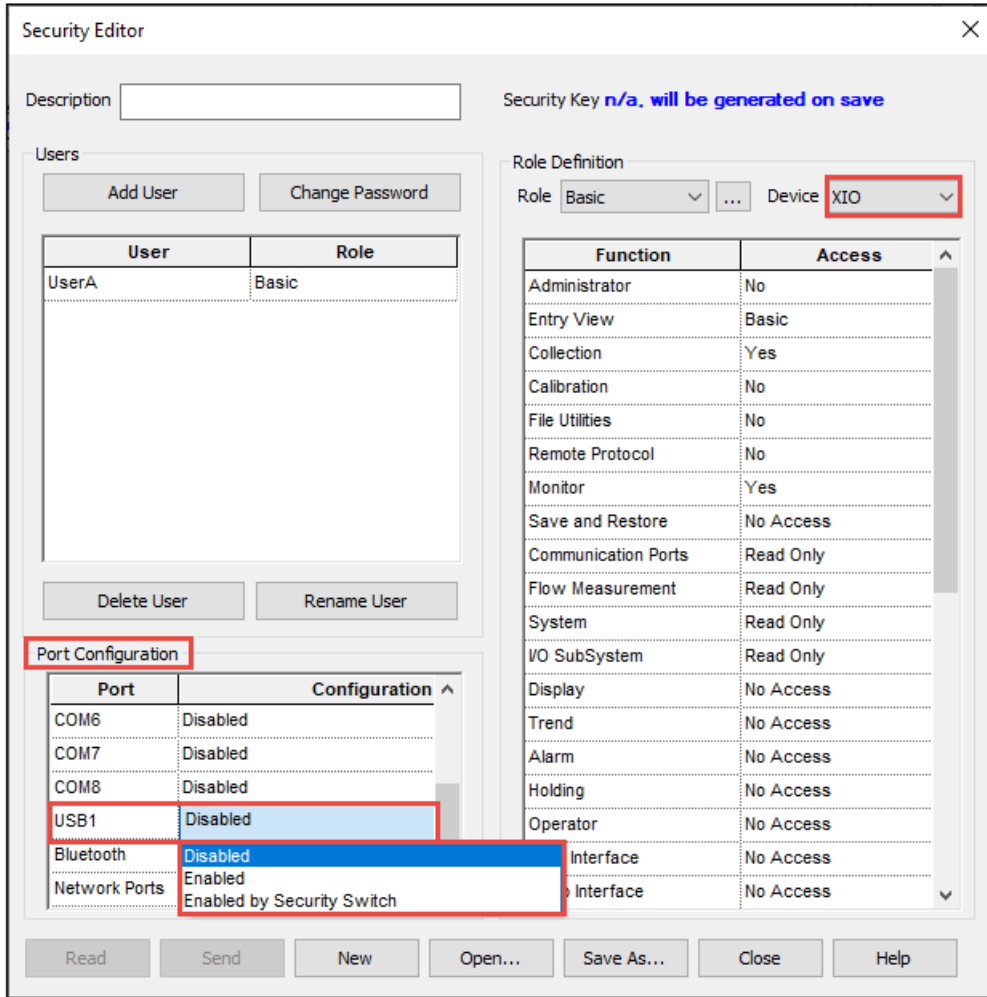 Security Editor
Description
Security Key n/a, will be generated on save
Users
Add User
Change Password
User Role
UserA Basic
Delete User
Rename User
Port Configuration
Port Configuration
COM6 Disabled
COM7 Disabled
COM8 Disabled
USB1 Disabled
Bluetooth
Network Ports
Disabled
Enabled
Enabled by Security Switch
Role Definition
Role Basic ... Device XIO
Function Access
Administrator No
Entry View Basic
Collection Yes
Calibration No
File Utilities No
Remote Protocol No
Monitor Yes
Save and Restore No Access
Communication Ports Read Only
Flow Measurement Read Only
System Read Only
I/O SubSystem Read Only
Display No Access
Trend No Access
Alarm No Access
Holding No Access
Operator No Access
Interface No Access
Interface No Access
Read
Send
New
Open...
Save As...
Close
Help